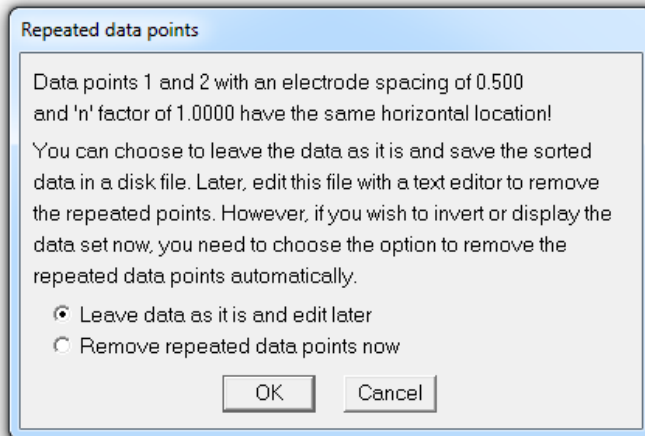 Repeated data points
Data points 1 and 2 with an electrode spacing of 0.500
and 'n' factor of 1.0000 have the same horizontal location!
You can choose to leave the data as it is and save the sorted
data in a disk file. Later, edit this file with a text editor to remove
the repeated points. However, if you wish to invert or display the
data set now, you need to choose the option to remove the
repeated data points automatically.
Leave data as it is and edit later
Remove repeated data points now
OK Cancel